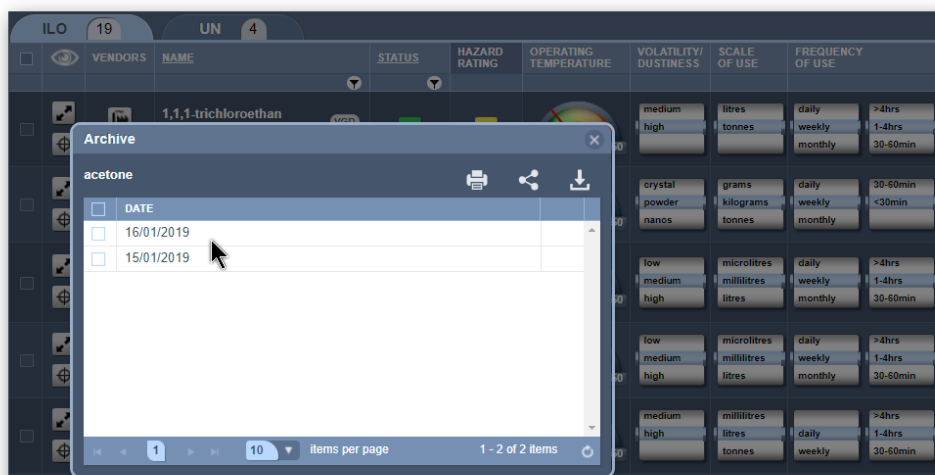 ILO 19 UN 4
VENDORS NAME STATUS HAZARD RATING OPERATING TEMPERATURE VOLATILITY/ DUSTINESS SCALE OF USE FREQUENCY OF USE
1,1,1-trichloroethan
medium litres daily >4hrs
high tonnes weekly 1-4hrs
monthly 30-60min
Archive
acetone
DATE
16/01/2019
15/01/2019
1 10 items per page 1 - 2 of 2 items
crystal grams daily 30-60min
powder kilograms weekly <30min
nanos tonnes monthly
low microlitres daily >4hrs
medium millilitres weekly 1-4hrs
high litres monthly 30-60min
low microlitres daily >4hrs
medium millilitres weekly 1-4hrs
high litres monthly 30-60min
medium millilitres >4hrs
high litres daily 1-4hrs
tonnes weekly 30-60min